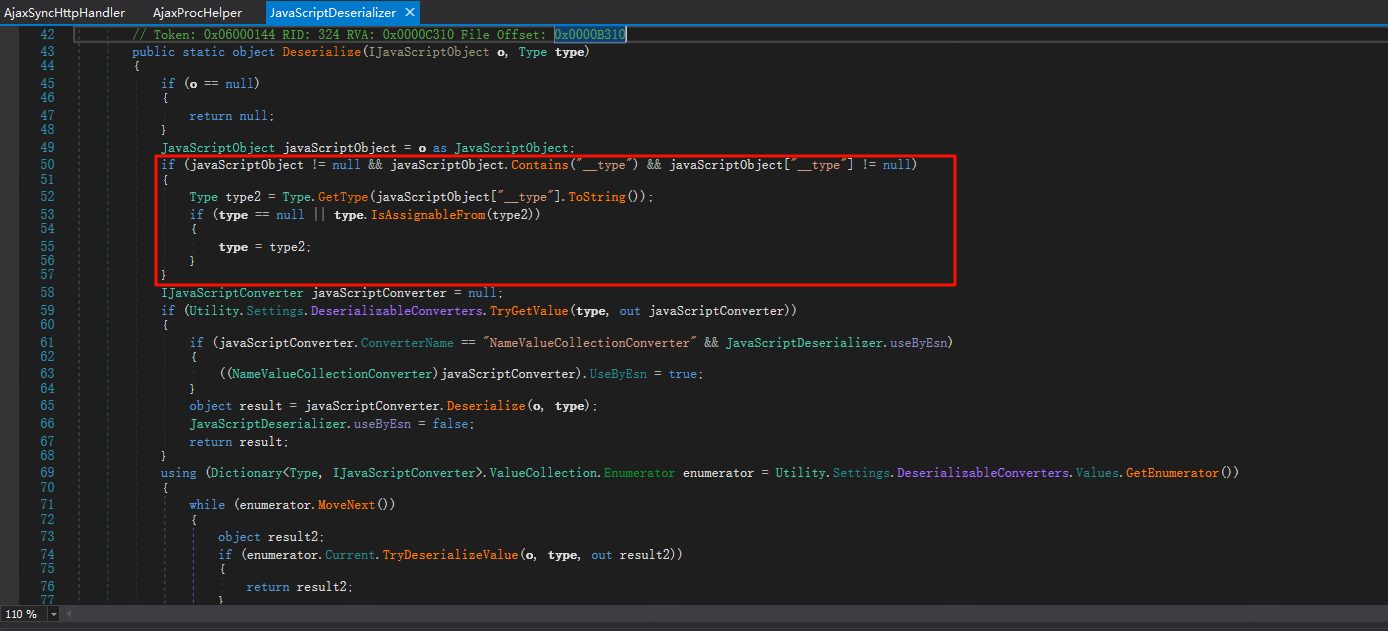 AjaxSyncHttpHandler AjaxProcHelper JavaScriptDeserializer ✕
42 // Token: 0x06000144 RID: 324 RVA: 0x0000C310 File Offset: 0x0000B310
43 public static object Deserialize(IJavaScriptObject o, Type type)
44 {
45 if (o == null)
46 {
47 return null;
48 }
49 JavaScriptObject javaScriptObject = o as JavaScriptObject;
50 if (javaScriptObject != null && javaScriptObject.Contains("__type") && javaScriptObject["__type"] != null)
51 {
52 Type type2 = Type.GetType(javaScriptObject["__type"].ToString());
53 if (type == null || type.IsAssignableFrom(type2))
54 {
55 type = type2;
56 }
57 }
58 IJavaScriptConverter javaScriptConverter = null;
59 if (Utility.Settings.DeserializableConverters.TryGetValue(type, out javaScriptConverter))
60 {
61 if (javaScriptConverter.ConverterName == "NameValueCollectionConverter" && JavaScriptDeserializer.useByEsn)
62 {
63 ((NameValueCollectionConverter)javaScriptConverter).UseByEsn = true;
64 }
65 object result = javaScriptConverter.Deserialize(o, type);
66 JavaScriptDeserializer.useByEsn = false;
67 return result;
68 }
69 using (Dictionary<Type, IJavaScriptConverter>.ValueCollection.Enumerator enumerator = Utility.Settings.DeserializableConverters.Values.GetEnumerator())
70 {
71 while (enumerator.MoveNext())
72 {
73 object result2;
74 if (enumerator.Current.TryDeserializeValue(o, type, out result2))
75 {
76 return result2;
77 }
110 %